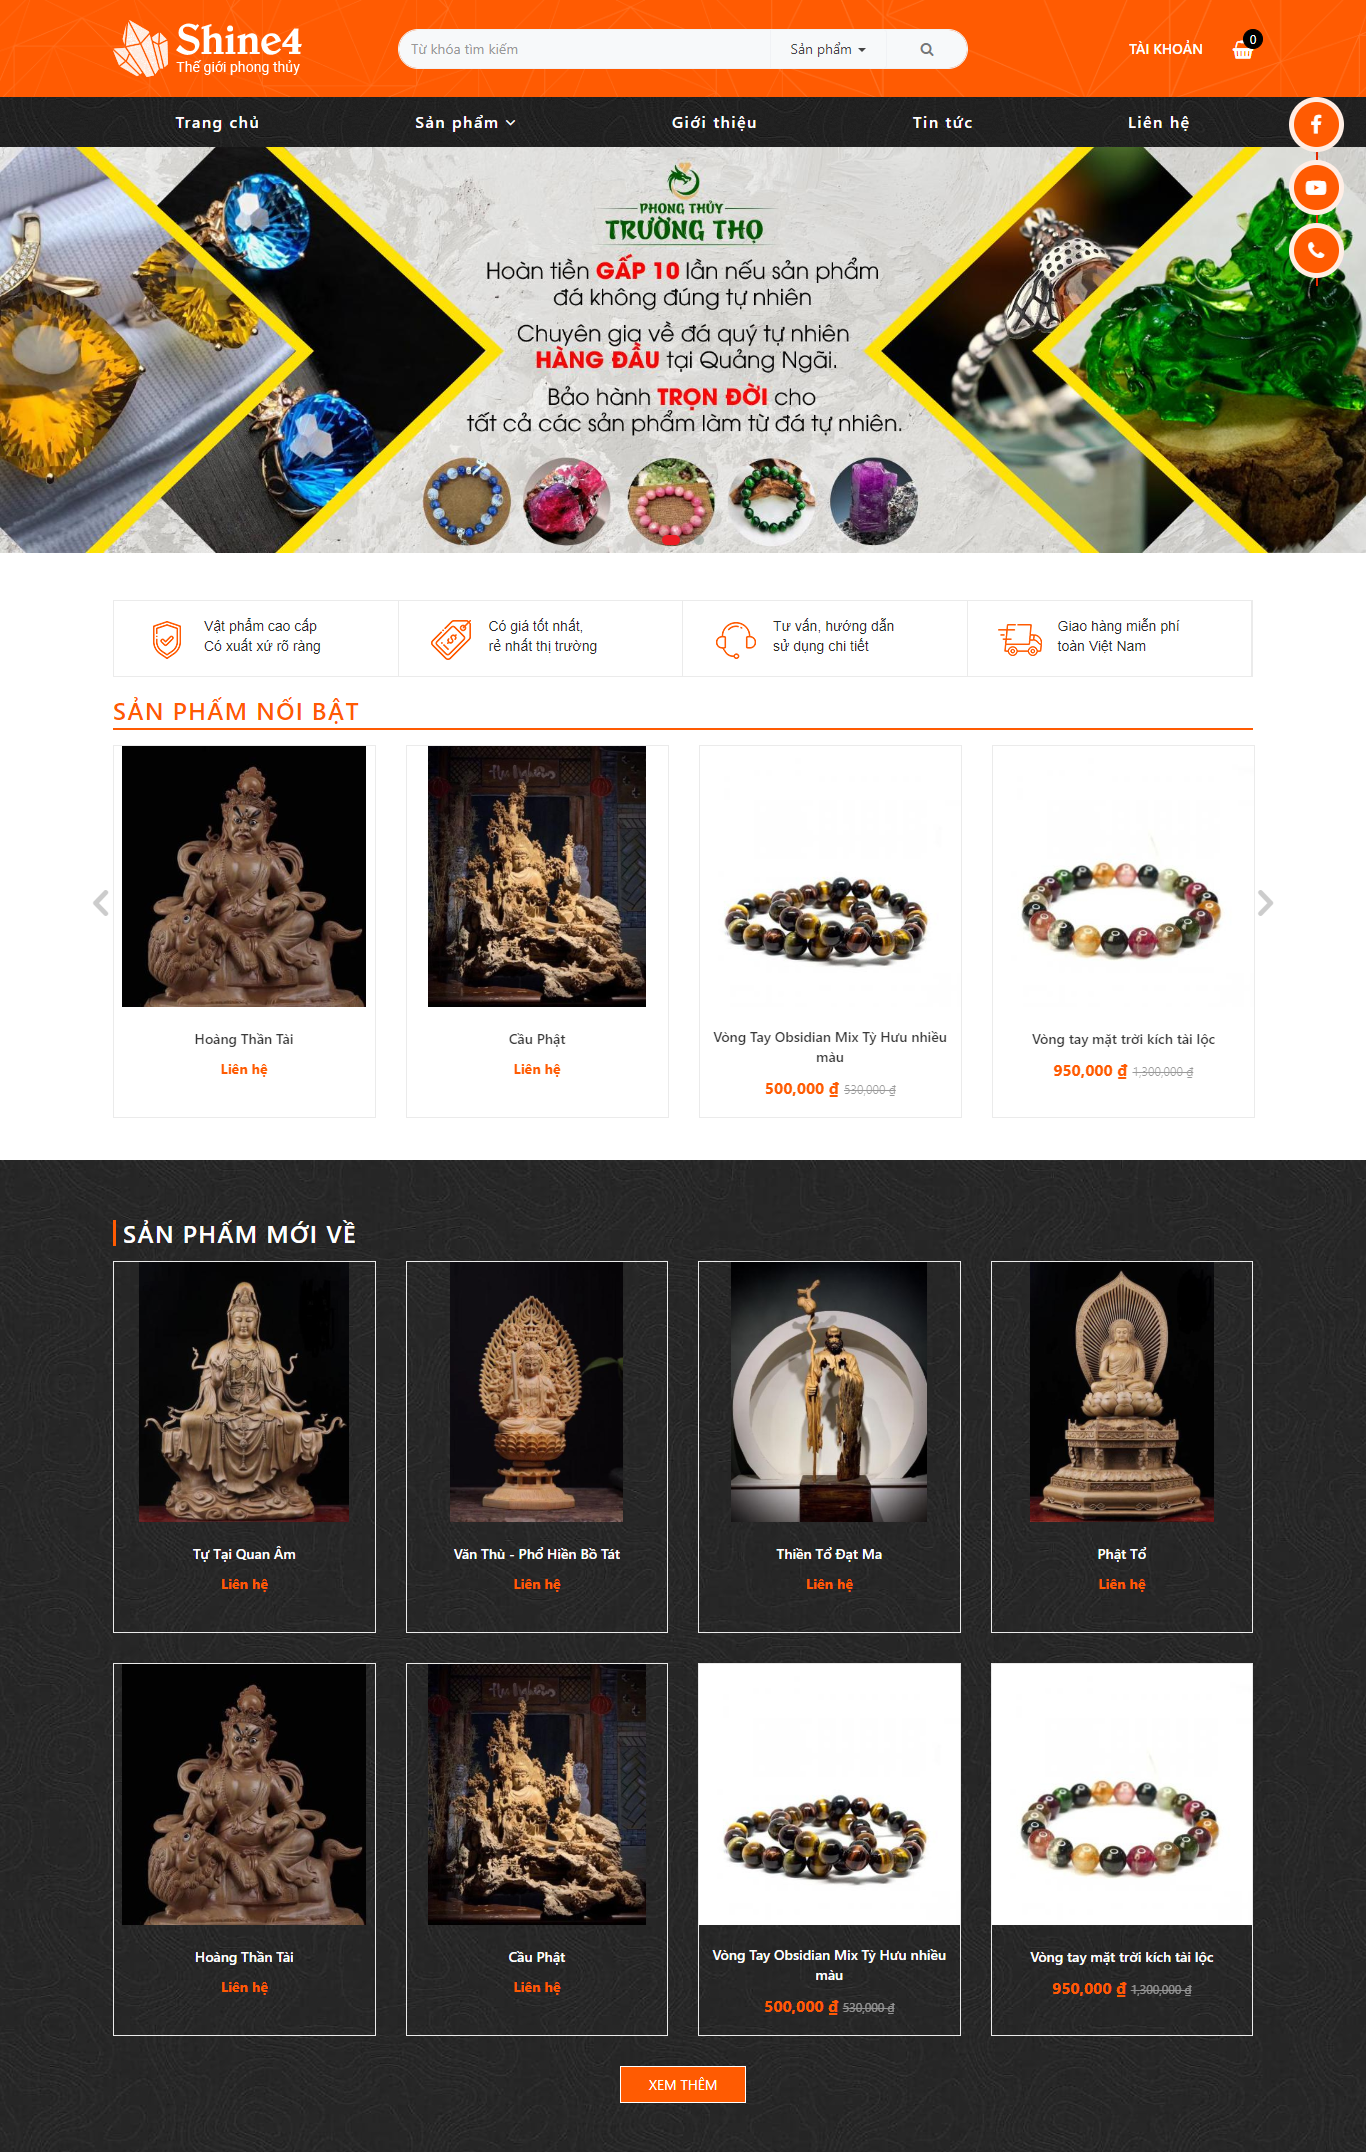 Shine4
Thế giới phong thủy
Từ khóa tìm kiếm
Sản phẩm
TÀI KHOẢN
0
Trang chủ
Sản phẩm
Giới thiệu
Tin tức
Liên hệ
PHONG THỦY
TRƯỜNG THỌ
Hoàn tiền GẤP 10 lần nếu sản phẩm
đá không đúng tự nhiên
Chuyên gia về đá quý tự nhiên
HÀNG ĐẦU tại Quảng Ngãi.
Bảo hành TRỌN ĐỜI cho
tất cả các sản phẩm làm từ đá tự nhiên.
Vật phẩm cao cấp
Có xuất xứ rõ ràng
Có giá tốt nhất,
rẻ nhất thị trường
Tư vấn, hướng dẫn
sử dụng chi tiết
Giao hàng miễn phí
toàn Việt Nam
SẢN PHẨM NỔI BẬT
Hoàng Thần Tài
Liên hệ
Cầu Phật
Liên hệ
Vòng Tay Obsidian Mix Tỳ Hưu nhiều
màu
500,000 ₫ 530,000 ₫
Vòng tay mặt trời kích tài lộc
950,000 ₫ 1,300,000 ₫
SẢN PHẨM MỚI VỀ
Tự Tại Quan Âm
Liên hệ
Văn Thù - Phổ Hiền Bồ Tát
Liên hệ
Thiền Tổ Đạt Ma
Liên hệ
Phật Tổ
Liên hệ
Hoàng Thần Tài
Liên hệ
Cầu Phật
Liên hệ
Vòng Tay Obsidian Mix Tỳ Hưu nhiều
màu
500,000 ₫ 530,000 ₫
Vòng tay mặt trời kích tài lộc
950,000 ₫ 1,300,000 ₫
XEM THÊM